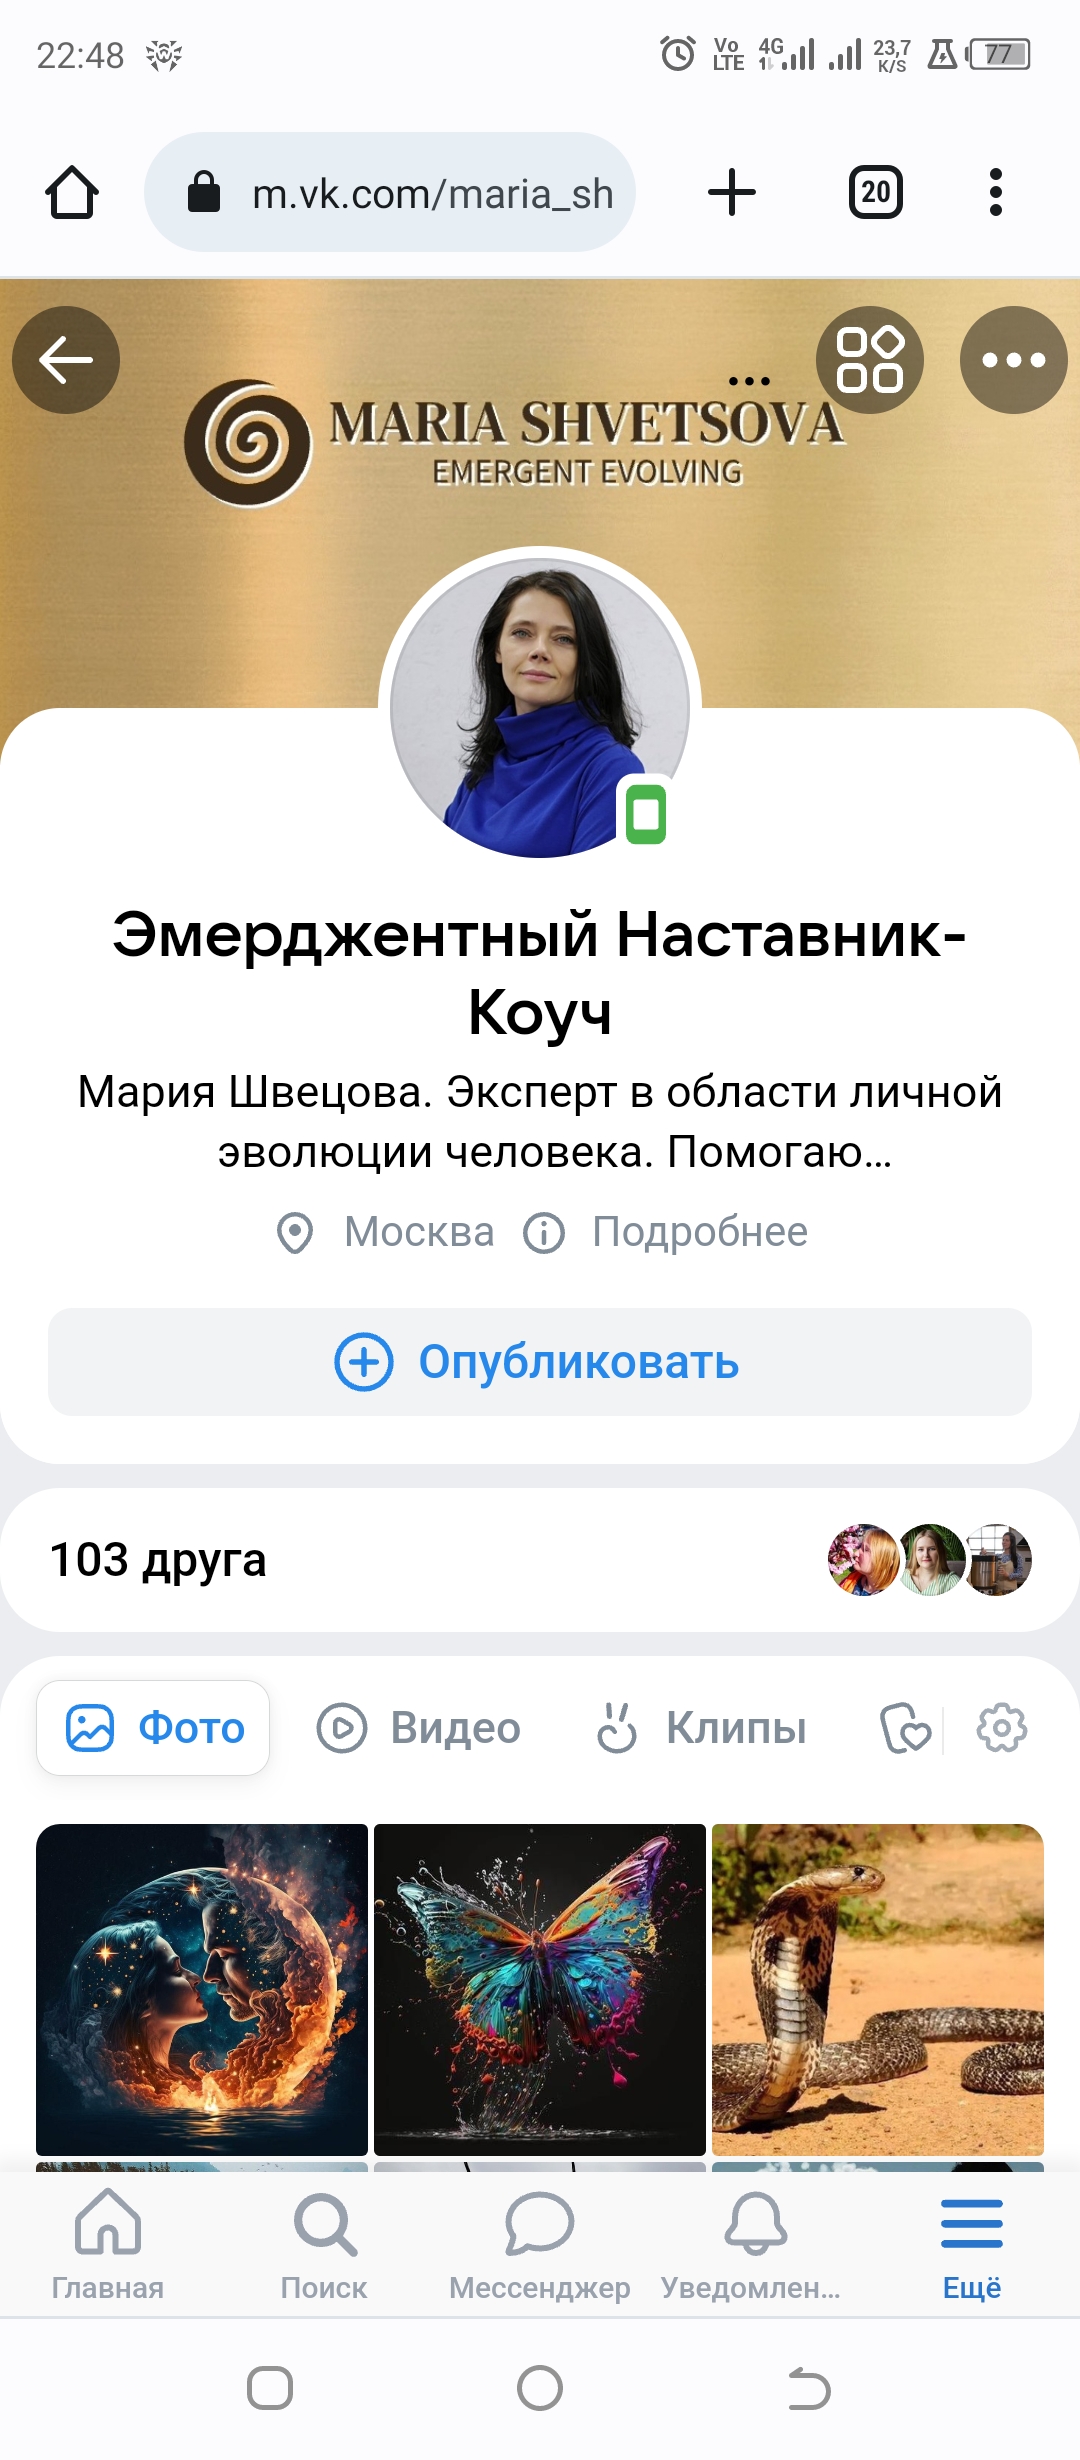 22:48
Vo LTE 4G 23,7 K/S 77
m.vk.com/maria_sh
20
MARIA SHVETSOVA
EMERGENT EVOLVING
Эмерджентный Наставник-
Коуч
Мария Швецова. Эксперт в области личной
эволюции человека. Помогаю...
Москва Подробнее
Опубликовать
103 друга
Фото Видео Клипы
Главная Поиск Мессенджер Уведомлен... Ещё